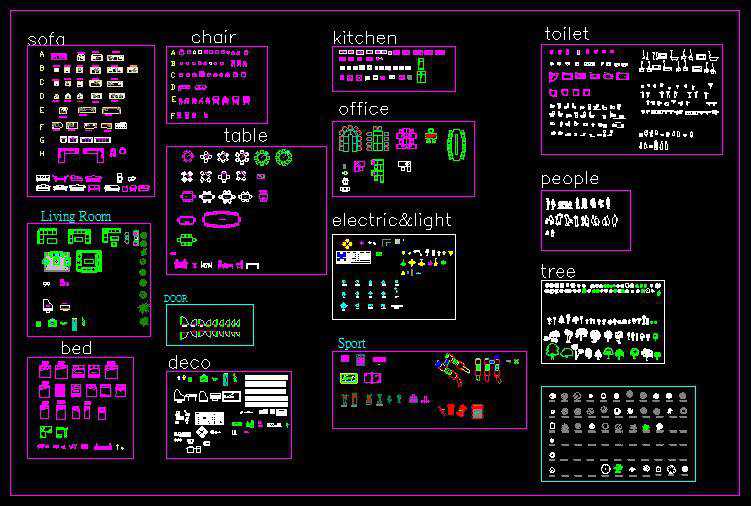 sofa
A
B
C
D
E
F
G
H
chair
A
B
C
D
E
F
kitchen
toilet
office
table
people
Living Room
electric&light
tree
DOOR
Sport
bed
deco